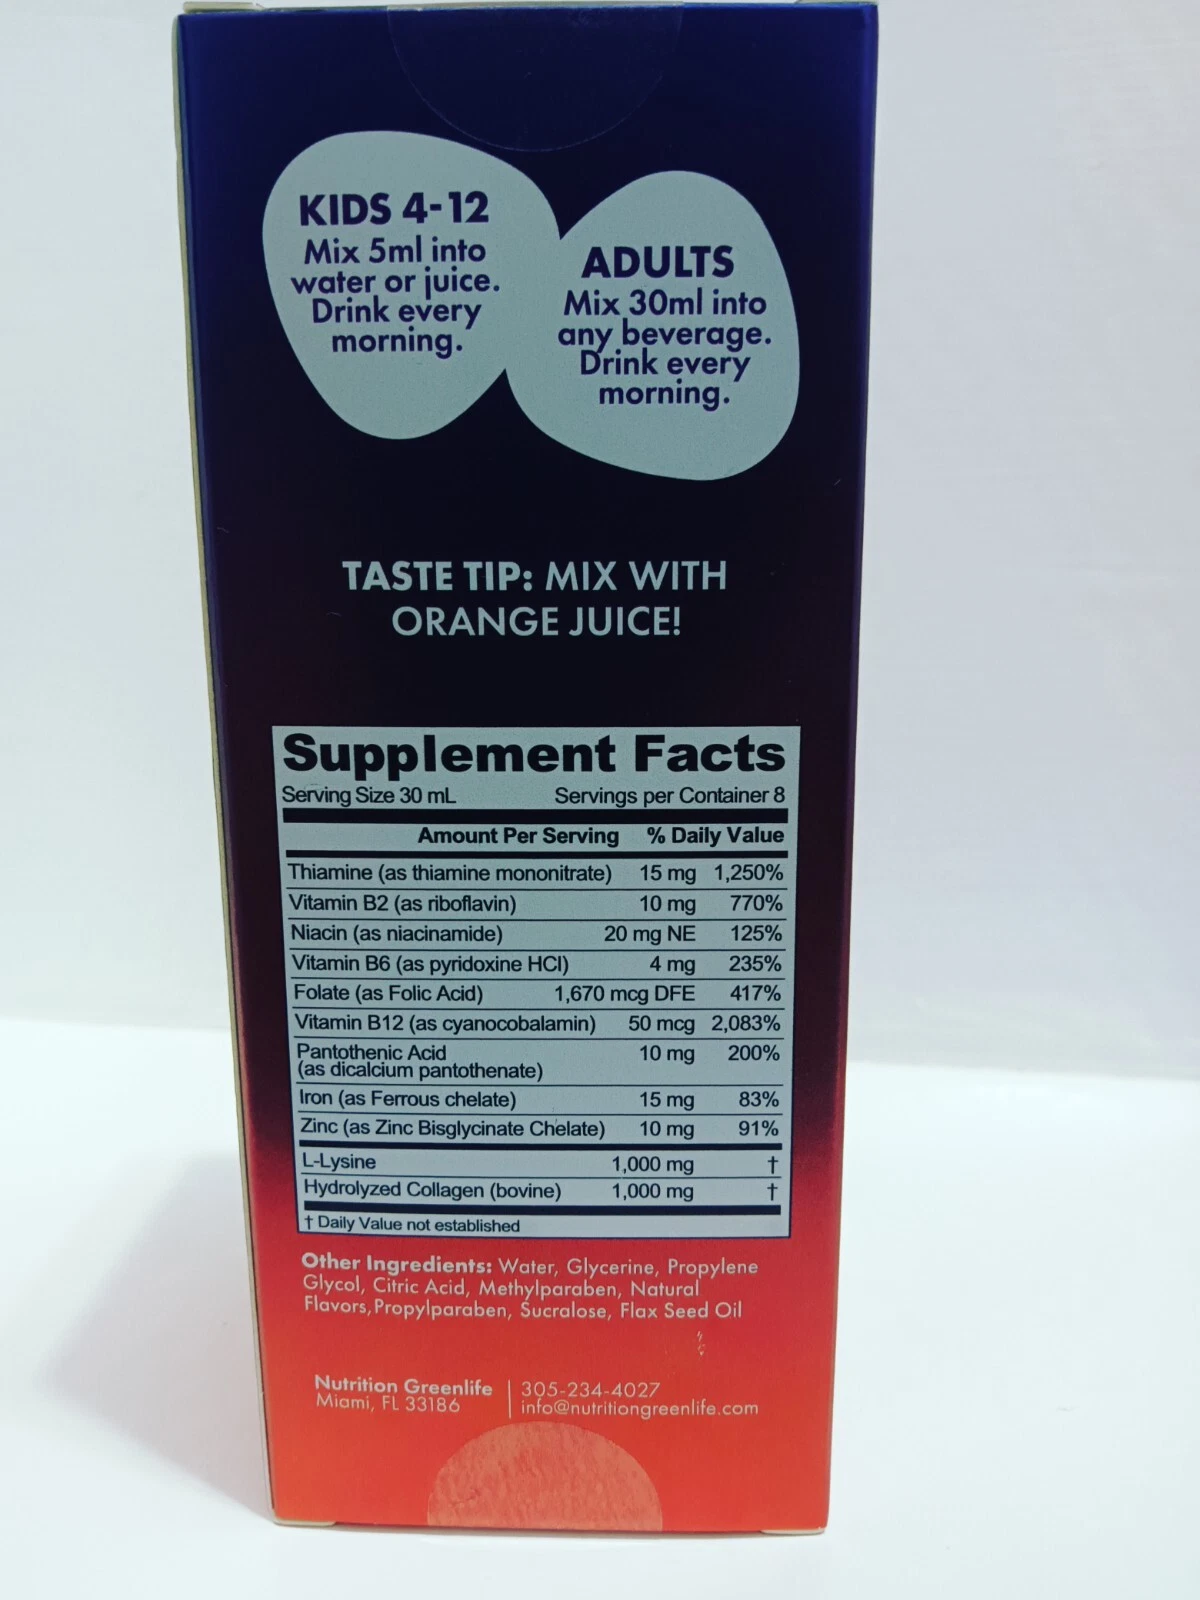 KIDS 4-12
Mix 5ml into
water or juice.
Drink every
morning.
ADULTS
Mix 30ml into
any beverage.
Drink every
morning.
TASTE TIP: MIX WITH
ORANGE JUICE!
Supplement Facts
Serving Size 30 mL Servings per Container 8
Amount Per Serving % Daily Value
Thiamine (as thiamine mononitrate) 15 mg 1,250%
Vitamin B2 (as riboflavin) 10 mg 770%
Niacin (as niacinamide) 20 mg NE 125%
Vitamin B6 (as pyridoxine HCl) 4 mg 235%
Folate (as Folic Acid) 1,670 mcg DFE 417%
Vitamin B12 (as cyanocobalamin) 50 mcg 2,083%
Pantothenic Acid 10 mg 200%
(as dicalcium pantothenate)
Iron (as Ferrous chelate) 15 mg 83%
Zinc (as Zinc Bisglycinate Chelate) 10 mg 91%
L-Lysine 1,000 mg †
Hydrolyzed Collagen (bovine) 1,000 mg †
† Daily Value not established
Other Ingredients: Water, Glycerine, Propylene
Glycol, Citric Acid, Methylparaben, Natural
Flavors, Propylparaben, Sucralose, Flax Seed Oil
Nutrition Greenlife 305-234-4027
Miami, FL 33186 info@nutritiongreenlife.com